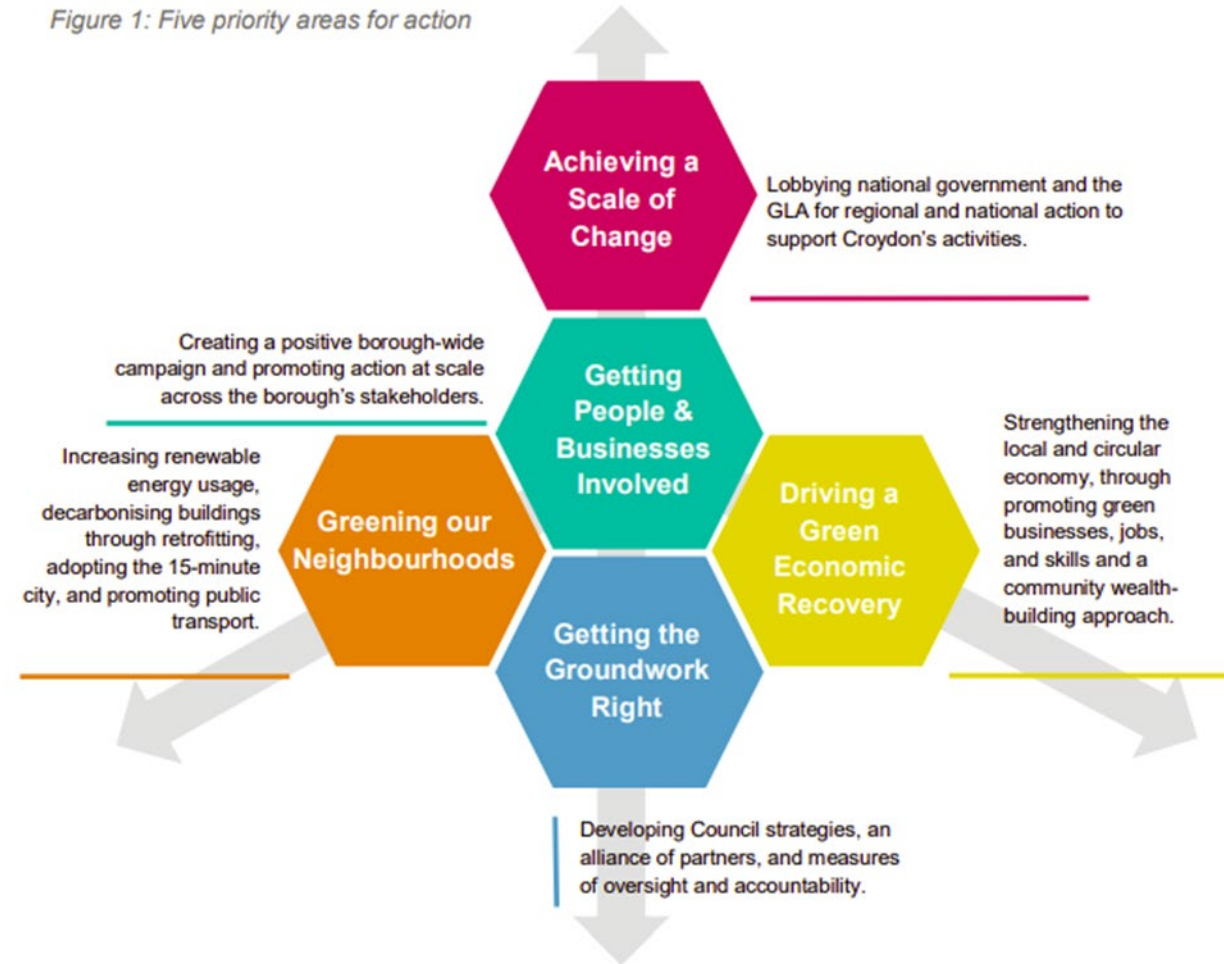 Figure 1: Five priority areas for action
Achieving a
Scale of
Change
Lobbying national government and the
GLA for regional and national action to
support Croydon's activities.
Creating a positive borough-wide
campaign and promoting action at scale
across the borough's stakeholders.
Getting
People &
Businesses
Involved
Increasing renewable
energy usage,
decarbonising buildings
through retrofitting,
adopting the 15-minute
city, and promoting public
transport.
Greening our
Neighbourhoods
Driving a
Green
Economic
Recovery
Strengthening the
local and circular
economy, through
promoting green
businesses, jobs,
and skills and a
community wealth-
building approach.
Getting the
Groundwork
Right
Developing Council strategies, an
alliance of partners, and measures
of oversight and accountability.